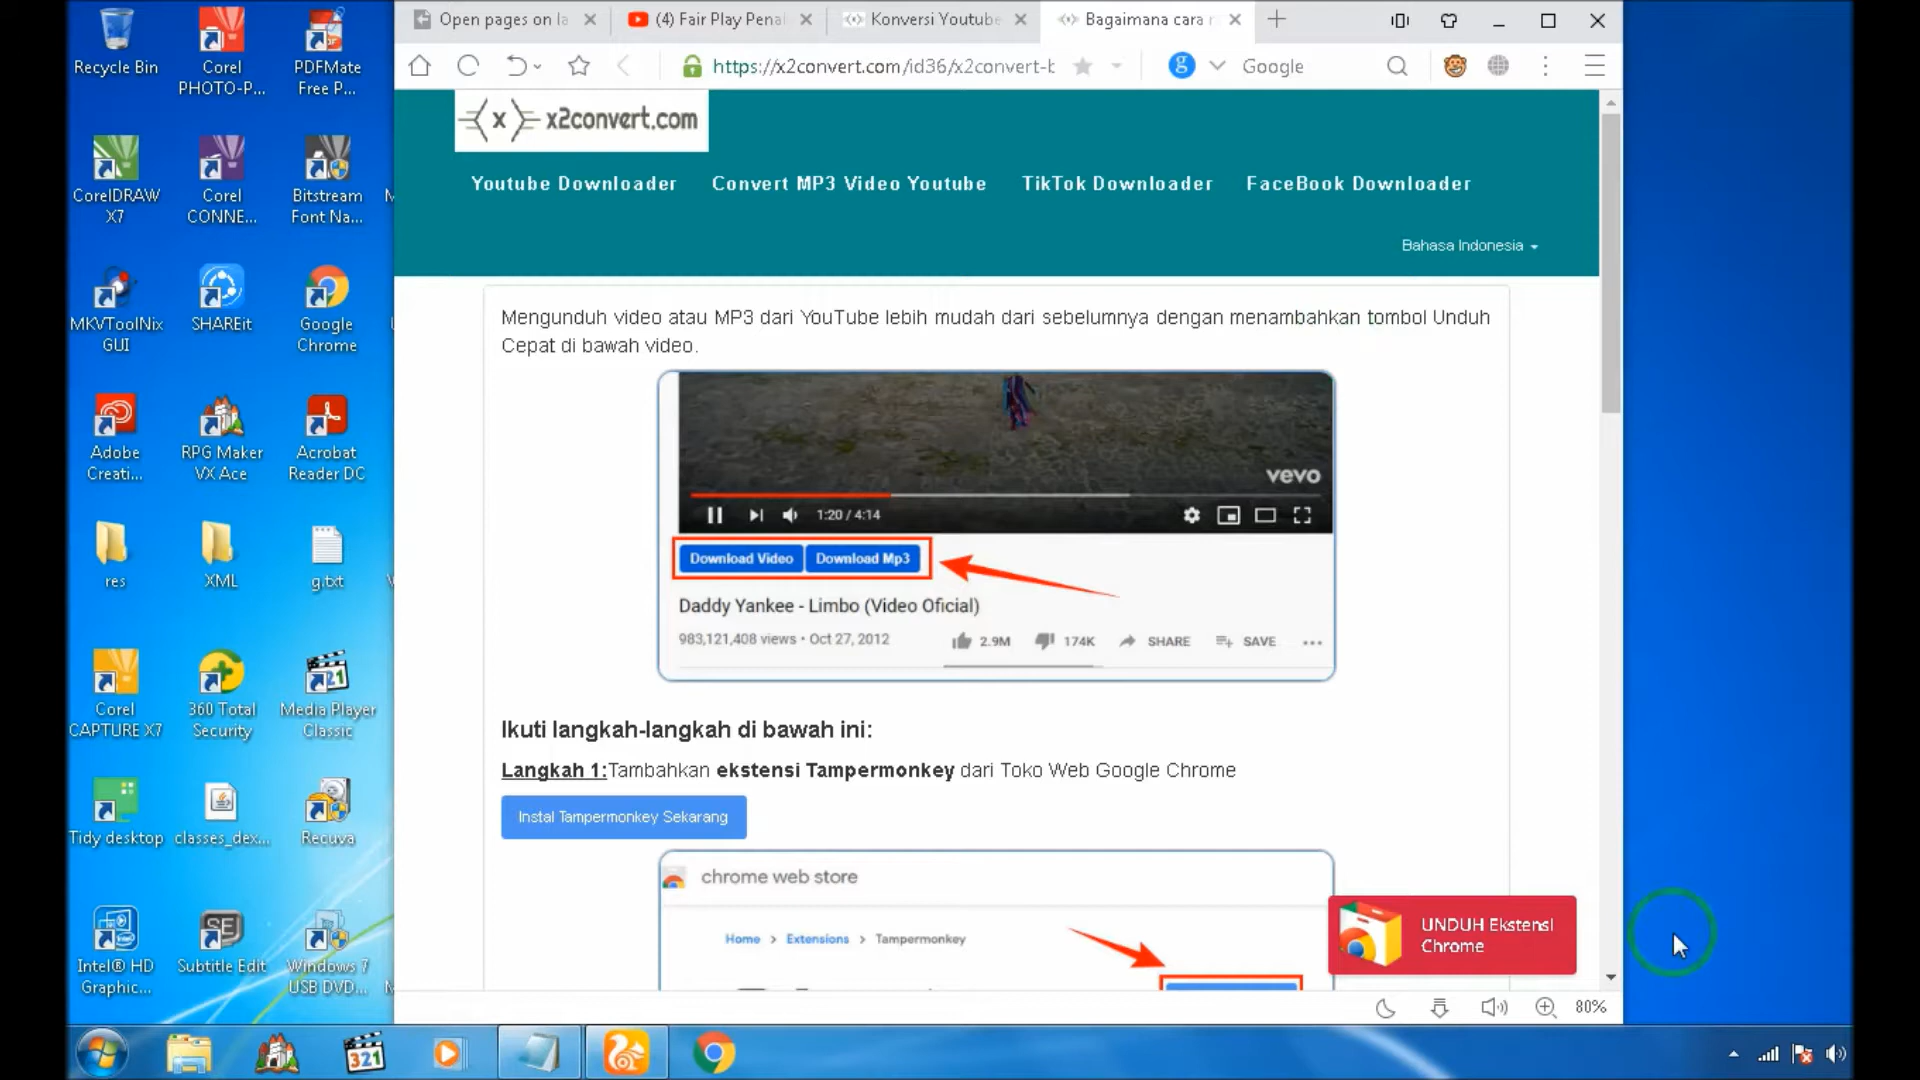 Recycle Bin
Corel
PHOTO-P...
PDFMate
Free P...
CorelDRAW
X7
Corel
CONNE...
Bitstream
Font Na...
MKVToolNix
GUI
SHAREit
Google
Chrome
Adobe
Creati...
RPG Maker
VX Ace
Acrobat
Reader DC
res
XML
g.txt
Corel
CAPTURE X7
360 Total
Security
Media Player
Classic
Tidy desktop
classes_dex...
Recuva
Intel® HD
Graphic...
Subtitle Edit
Windows 7
USB DVD...
Open pages on la
(4) Fair Play Penal
Konversi Youtube
Bagaimana cara
https://x2convert.com/id36/x2convert-b
Google
x2convert.com
Youtube Downloader
Convert MP3 Video Youtube
TikTok Downloader
FaceBook Downloader
Bahasa Indonesia
Mengunduh video atau MP3 dari YouTube lebih mudah dari sebelumnya dengan menambahkan tombol Unduh
Cepat di bawah video.
vevo
1:20 / 4:14
Download Video
Download Mp3
Daddy Yankee - Limbo (Video Oficial)
983,121,408 views • Oct 27, 2012
2.9M
174K
SHARE
SAVE
Ikuti langkah-langkah di bawah ini:
Langkah 1:Tambahkan ekstensi Tampermonkey dari Toko Web Google Chrome
Instal Tampermonkey Sekarang
chrome web store
Home > Extensions > Tampermonkey
UNDUH Ekstensi
Chrome
80%
321